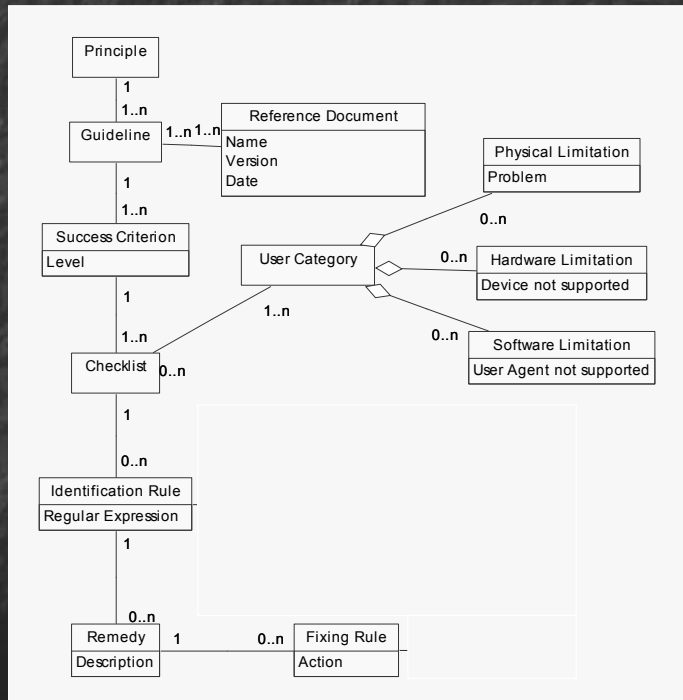 Principle
1
1..n
Guideline
1..n 1..n
Reference Document
Name
Version
Date
Physical Limitation
Problem
0..n
1
1..n
Success Criterion
Level
User Category
0..n
Hardware Limitation
Device not supported
1..n
0..n
Software Limitation
User Agent not supported
1
1..n
Checklist
0..n
1
0..n
Identification Rule
Regular Expression
1
0..n
Remedy
Description
1
0..n
Fixing Rule
Action